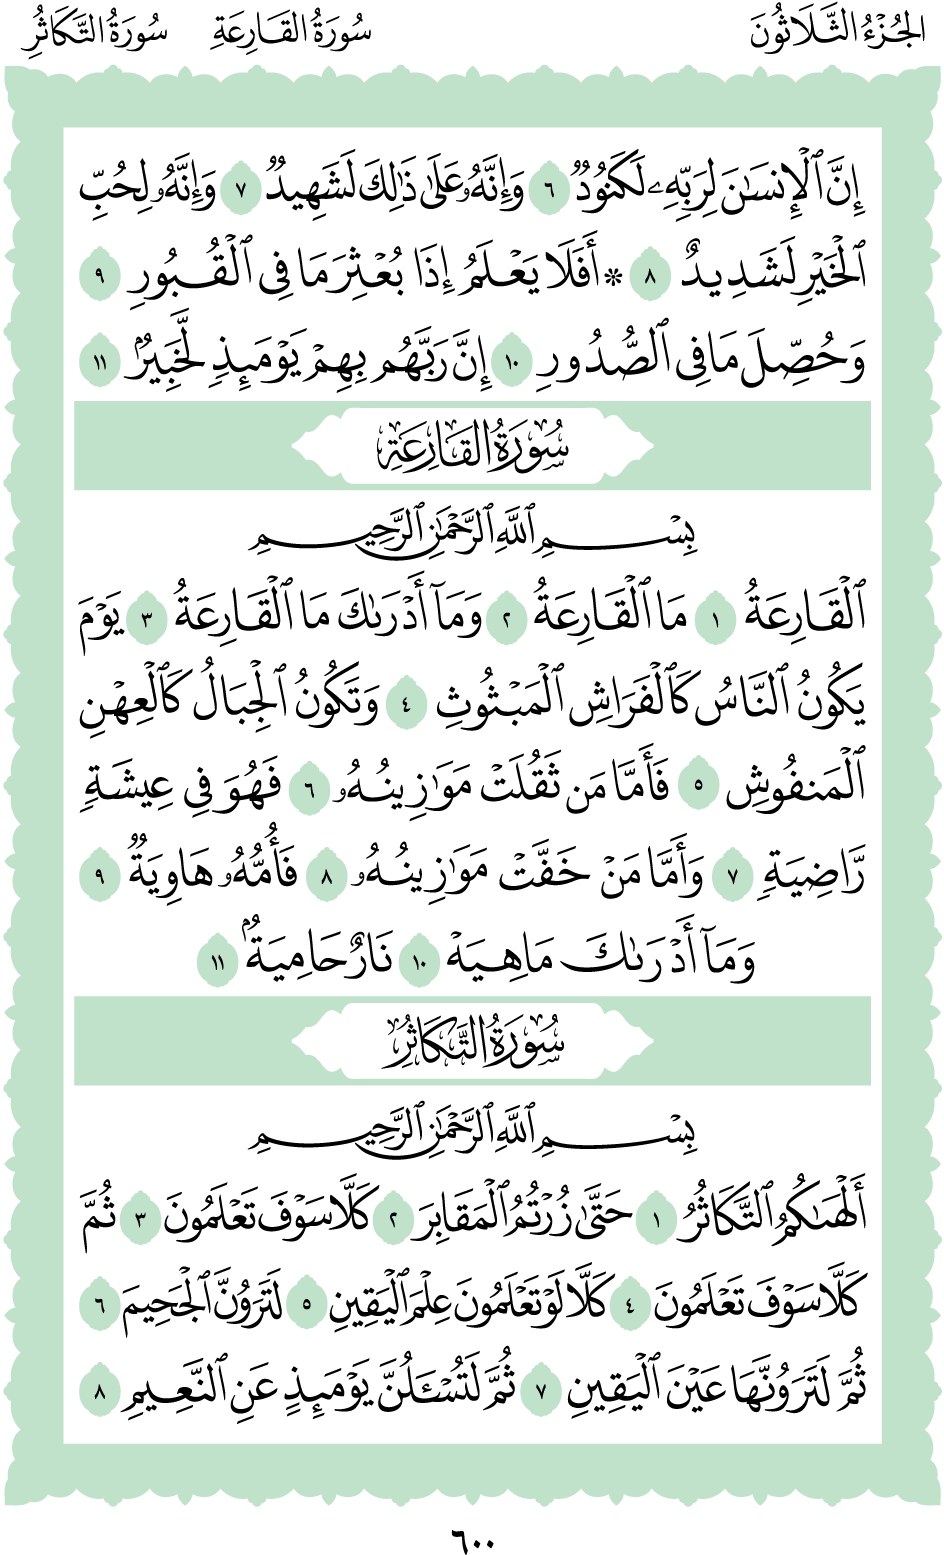 الجُزْءُ الثَّلَاثُونَ سُورَةُ القَارِعَةِ سُورَةُ التَّكَاثُرِ
إِنَّ ٱلْإِنسَٰنَ لِرَبِّهِۦ لَكَنُودٌ ٦ وَإِنَّهُۥ عَلَىٰ ذَٰلِكَ لَشَهِيدٌ ٧ وَإِنَّهُۥ لِحُبِّ
ٱلْخَيْرِ لَشَدِيدٌ ٨ * أَفَلَا يَعْلَمُ إِذَا بُعْثِرَ مَا فِى ٱلْقُبُورِ ٩
وَحُصِّلَ مَا فِى ٱلصُّدُورِ ١٠ إِنَّ رَبَّهُم بِهِمْ يَوْمَئِذٍ لَّخَبِيرٌۢ ١١
سُورَةُ القَارِعَةِ
بِسْمِ ٱللَّهِ ٱلرَّحْمَٰنِ ٱلرَّحِيمِ
ٱلْقَارِعَةُ ١ مَا ٱلْقَارِعَةُ ٢ وَمَآ أَدْرَىٰكَ مَا ٱلْقَارِعَةُ ٣ يَوْمَ
يَكُونُ ٱلنَّاسُ كَٱلْفَرَاشِ ٱلْمَبْثُوثِ ٤ وَتَكُونُ ٱلْجِبَالُ كَٱلْعِهْنِ
ٱلْمَنفُوشِ ٥ فَأَمَّا مَن ثَقُلَتْ مَوَٰزِينُهُۥ ٦ فَهُوَ فِى عِيشَةٍ
رَّاضِيَةٍ ٧ وَأَمَّا مَنْ خَفَّتْ مَوَٰزِينُهُۥ ٨ فَأُمُّهُۥ هَاوِيَةٌ ٩
وَمَآ أَدْرَىٰكَ مَا هِيَهْ ١٠ نَارٌ حَامِيَةٌۢ ١١
سُورَةُ التَّكَاثُرِ
بِسْمِ ٱللَّهِ ٱلرَّحْمَٰنِ ٱلرَّحِيمِ
أَلْهَىٰكُمُ ٱلتَّكَاثُرُ ١ حَتَّىٰ زُرْتُمُ ٱلْمَقَابِرَ ٢ كَلَّا سَوْفَ تَعْلَمُونَ ٣ ثُمَّ
كَلَّا سَوْفَ تَعْلَمُونَ ٤ كَلَّا لَوْ تَعْلَمُونَ عِلْمَ ٱلْيَقِينِ ٥ لَتَرَوُنَّ ٱلْجَحِيمَ ٦
ثُمَّ لَتَرَوُنَّهَا عَيْنَ ٱلْيَقِينِ ٧ ثُمَّ لَتُسْـَٔلُنَّ يَوْمَئِذٍ عَنِ ٱلنَّعِيمِ ٨
٦٠٠